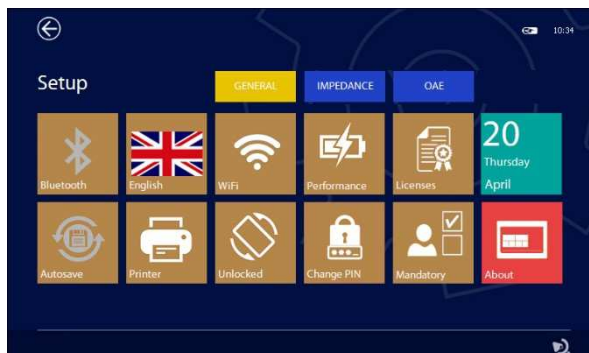 10:34
Setup
GENERAL
IMPEDANCE
OAE
Bluetooth
English
WiFi
Performance
Licenses
20
Thursday
April
Autosave
Printer
Unlocked
Change PIN
Mandatory
About